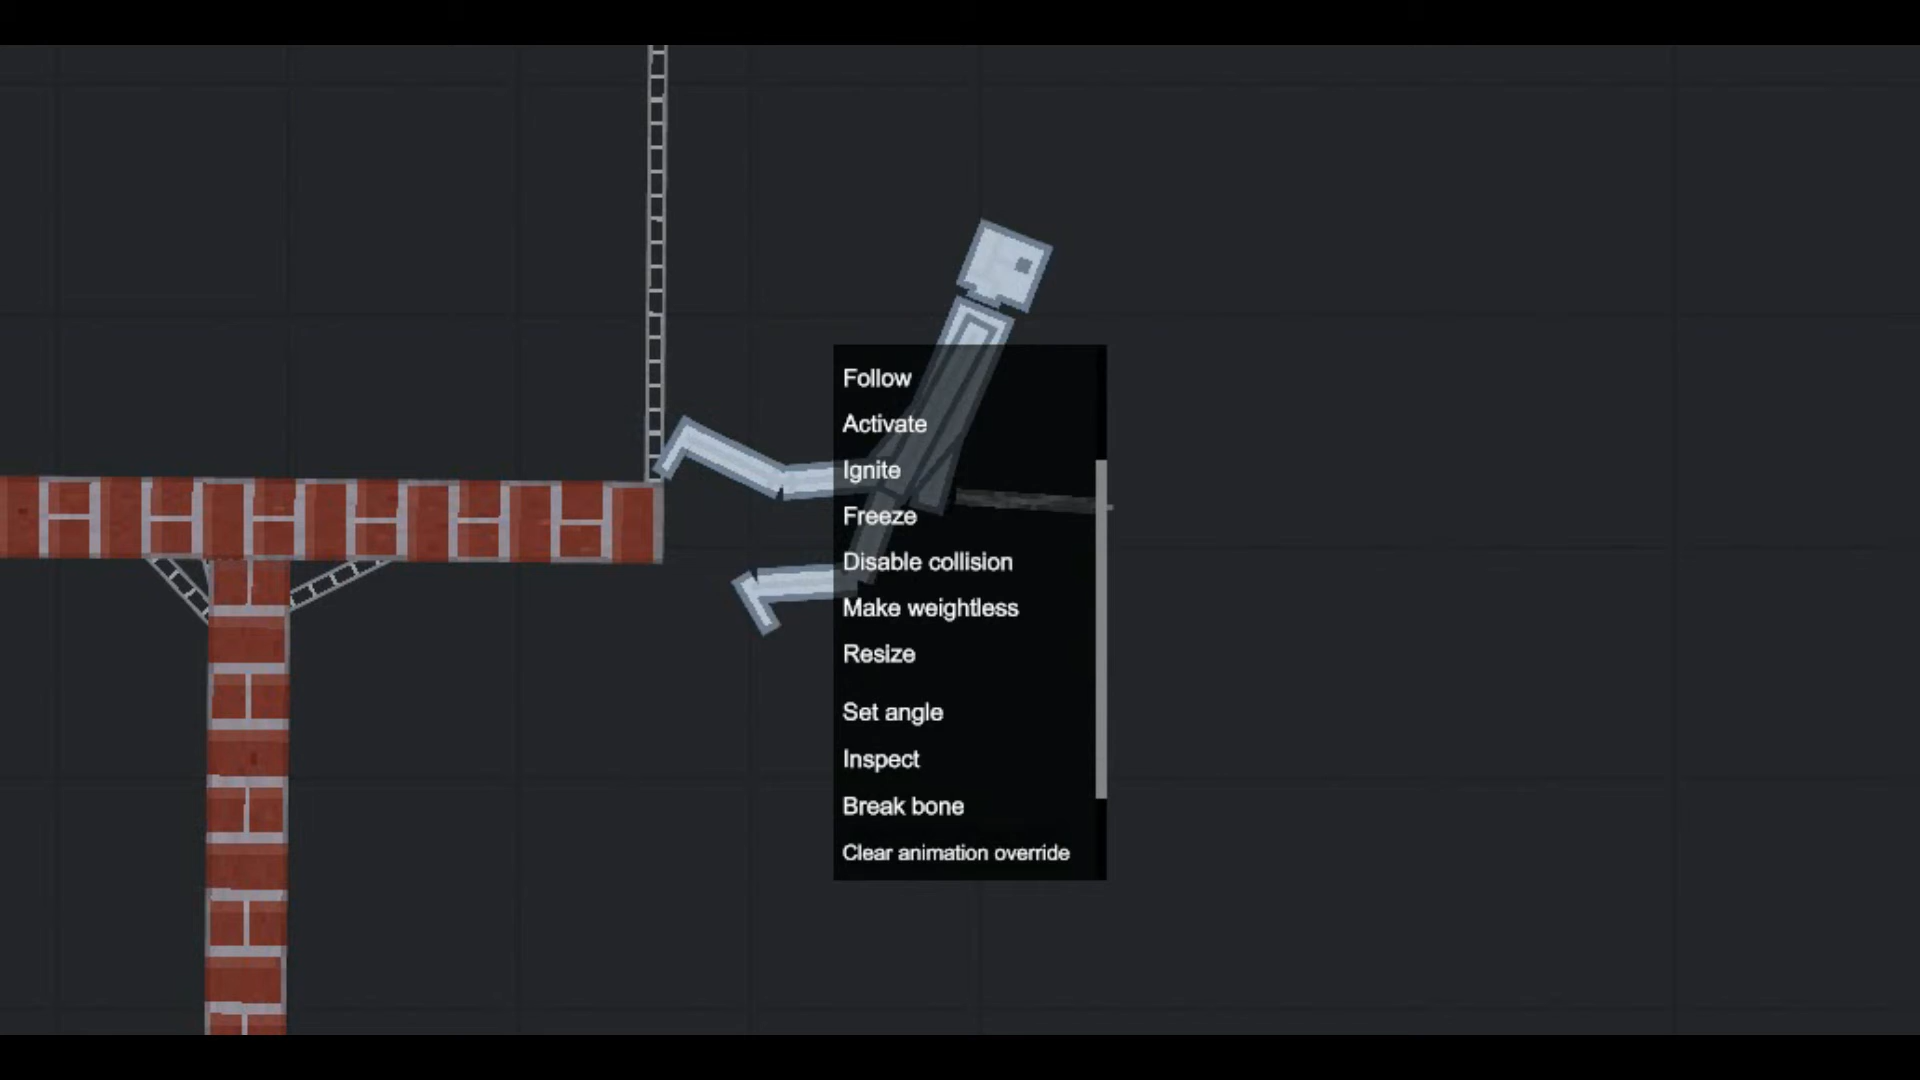 Follow
Activate
Ignite
Freeze
Disable collision
Make weightless
Resize
Set angle
Inspect
Break bone
Clear animation override